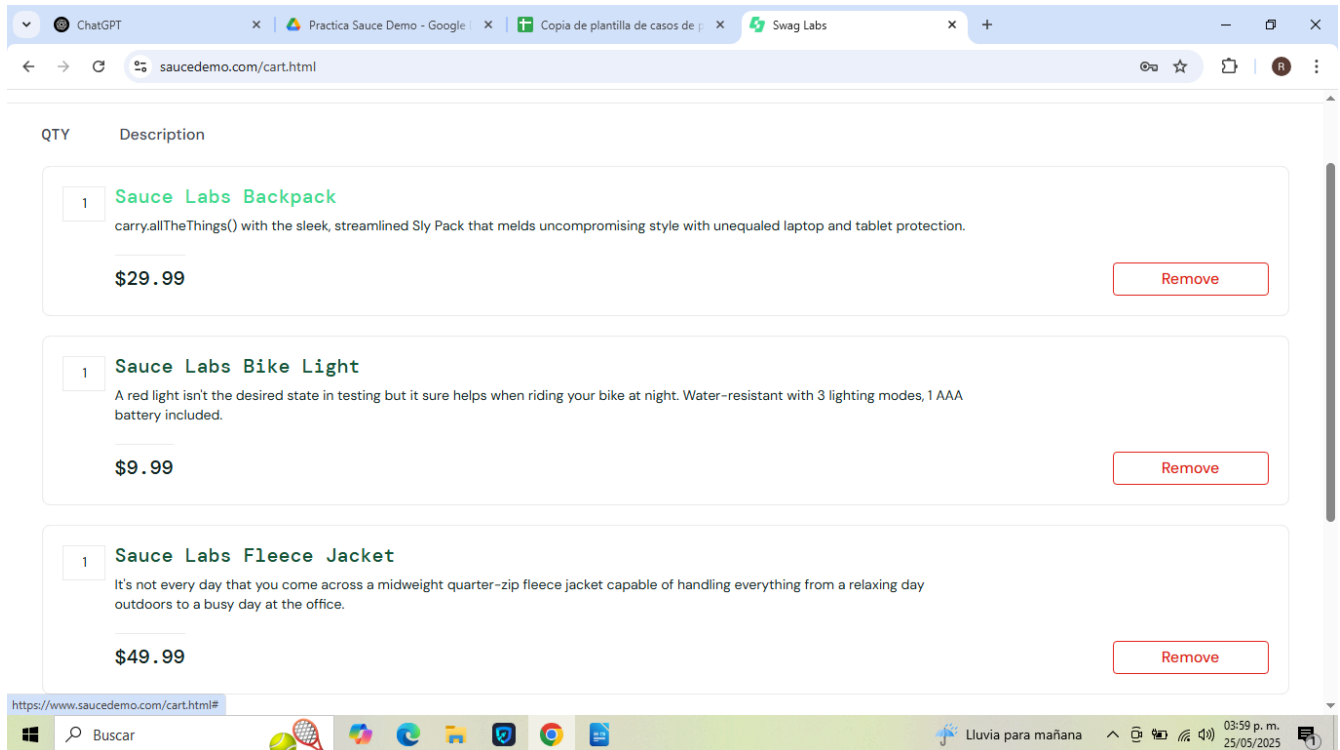 ChatGPT
Practica Sauce Demo - Google
Copia de plantilla de casos de p
Swag Labs
saucedemo.com/cart.html
R
QTY Description
1
Sauce Labs Backpack
carry.allTheThings() with the sleek, streamlined Sly Pack that melds uncompromising style with unequaled laptop and tablet protection.
$29.99
Remove
1
Sauce Labs Bike Light
A red light isn't the desired state in testing but it sure helps when riding your bike at night. Water-resistant with 3 lighting modes, 1 AAA
battery included.
$9.99
Remove
1
Sauce Labs Fleece Jacket
It's not every day that you come across a midweight quarter-zip fleece jacket capable of handling everything from a relaxing day
outdoors to a busy day at the office.
$49.99
Remove
https://www.saucedemo.com/cart.html#
Buscar
Lluvia para mañana
03:59 p. m.
25/05/2025
1